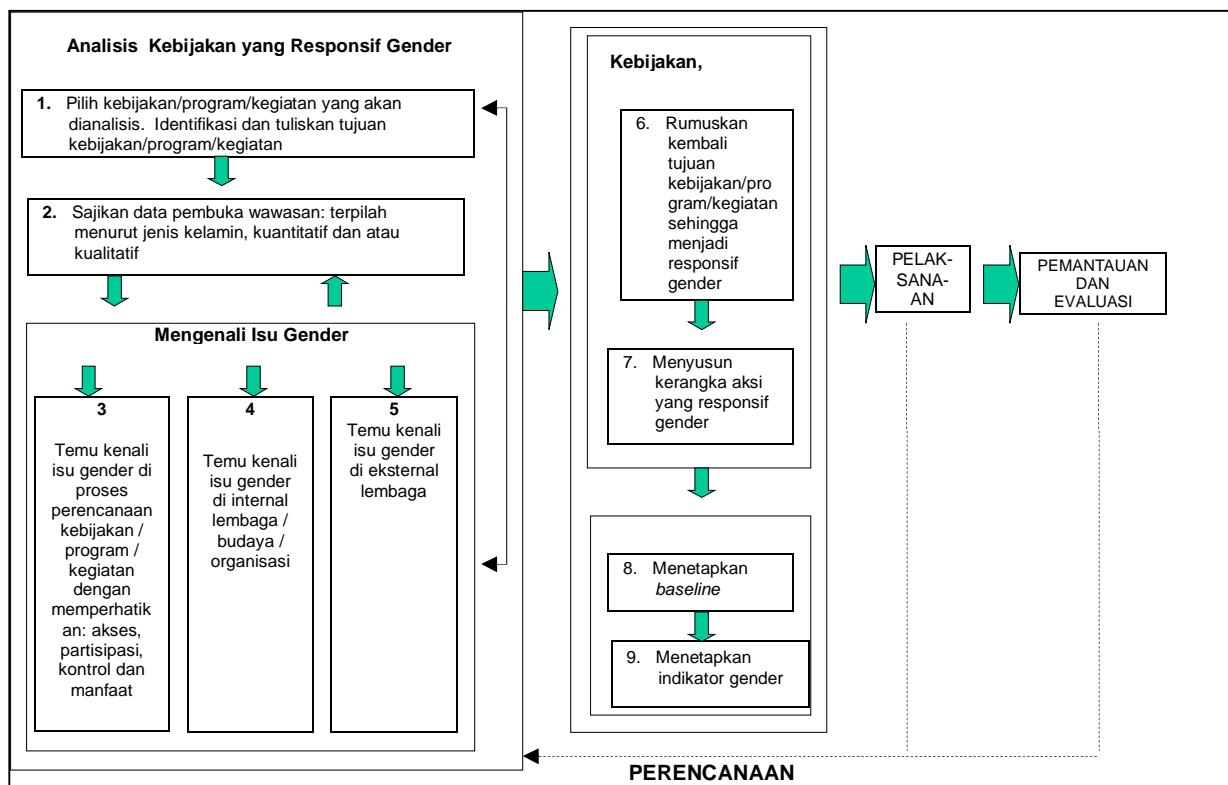 Analisis Kebijakan yang Responsif Gender
1. Pilih kebijakan/program/kegiatan yang akan
dianalisis. Identifikasi dan tuliskan tujuan
kebijakan/program/kegiatan
2. Sajikan data pembuka wawasan: terpilah
menurut jenis kelamin, kuantitatif dan atau
kualitatif
Mengenali Isu Gender
3
Temu kenali
isu gender di
proses
perencanaan
kebijakan /
program /
kegiatan
dengan
memperhatik
an: akses,
partisipasi,
kontrol dan
manfaat
4
Temu kenali
isu gender
di internal
lembaga /
budaya /
organisasi
5
Temu kenali
isu gender
di eksternal
lembaga
Kebijakan,
6. Rumuskan
kembali
tujuan
kebijakan/pro
gram/kegiatan
sehingga
menjadi
responsif
gender
7. Menyusun
kerangka aksi
yang responsif
gender
8. Menetapkan
baseline
9. Menetapkan
indikator gender
PELAK-
SANA-
AN
PEMANTAUAN
DAN
EVALUASI
PERENCANAAN